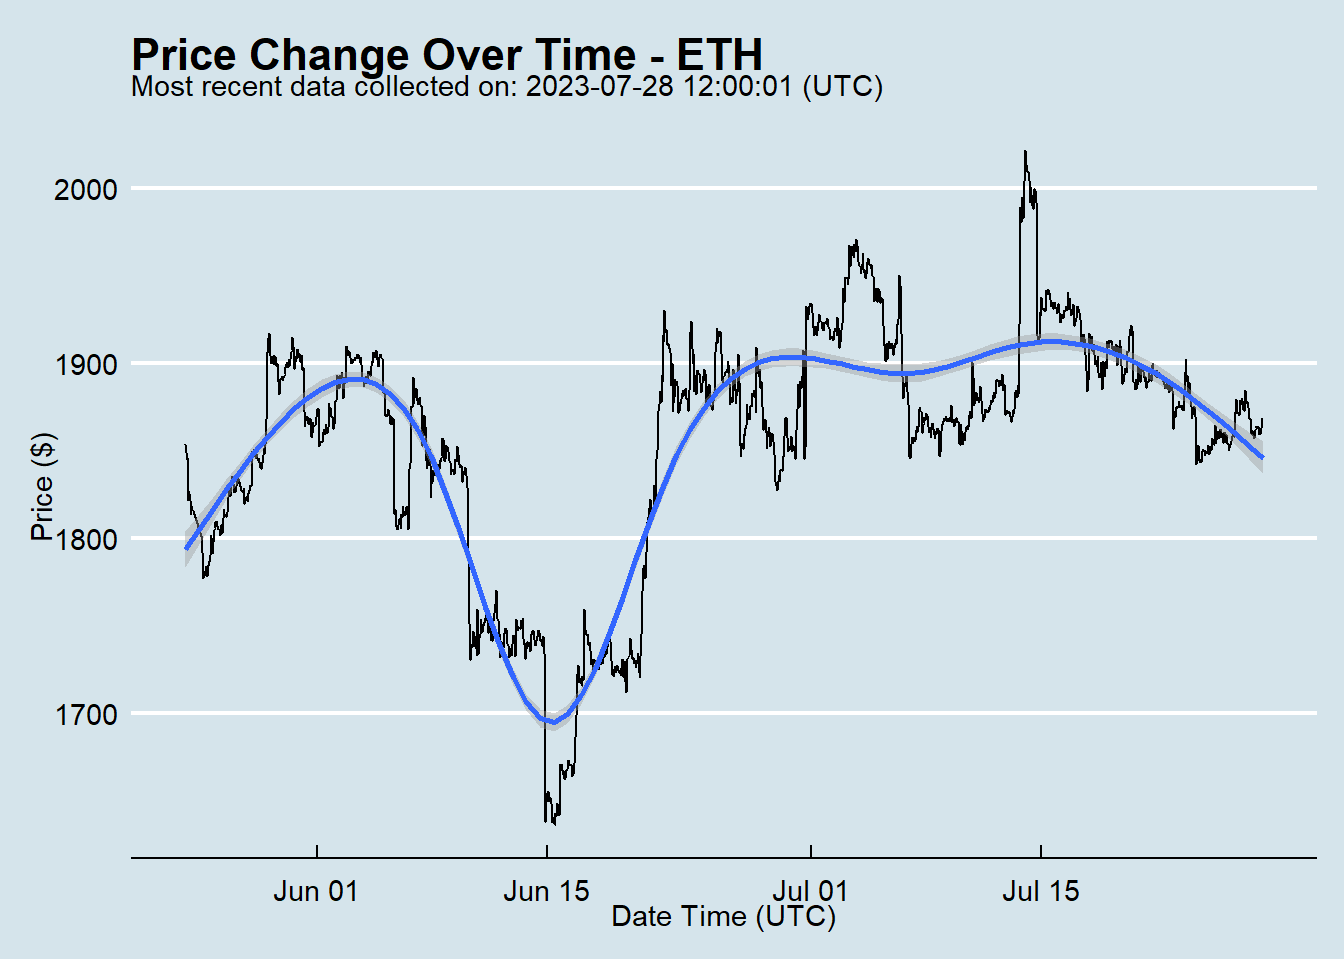 Price Change Over Time - ETH
Most recent data collected on: 2023-07-28 12:00:01 (UTC)
2000
1900
1800
1700
Price ($)
Jun 01
Jun 15
Jul 01
Jul 15
Date Time (UTC)